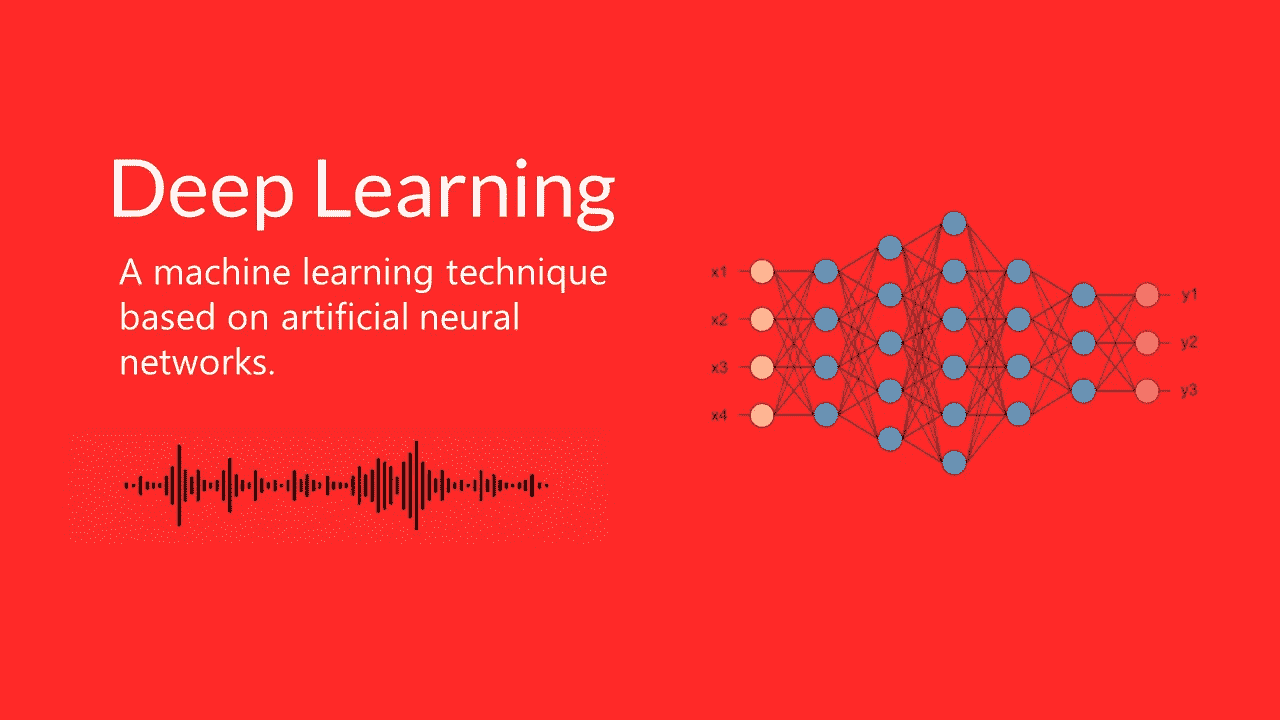 Deep Learning
A machine learning technique
based on artificial neural
networks.
x1
x2
x3
x4
y1
y2
y3